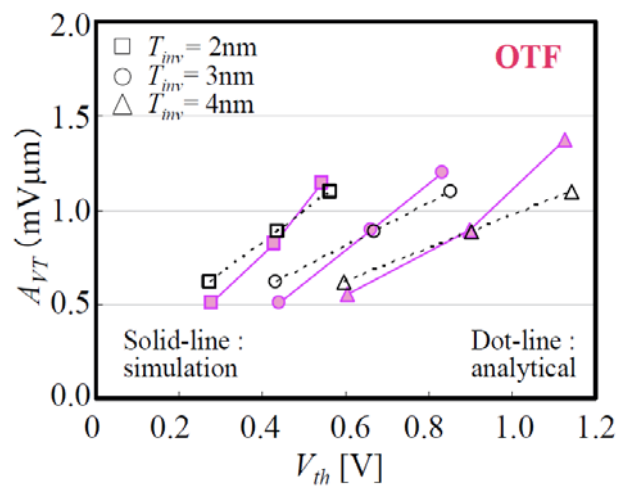 2.0
1.5
1.0
0.5
0.0
A_VT (mVμm)
□ T_inv = 2nm
○ T_inv = 3nm
△ T_inv = 4nm
OTF
Solid-line :
simulation
Dot-line :
analytical
0 0.2 0.4 0.6 0.8 1.0 1.2
V_th [V]